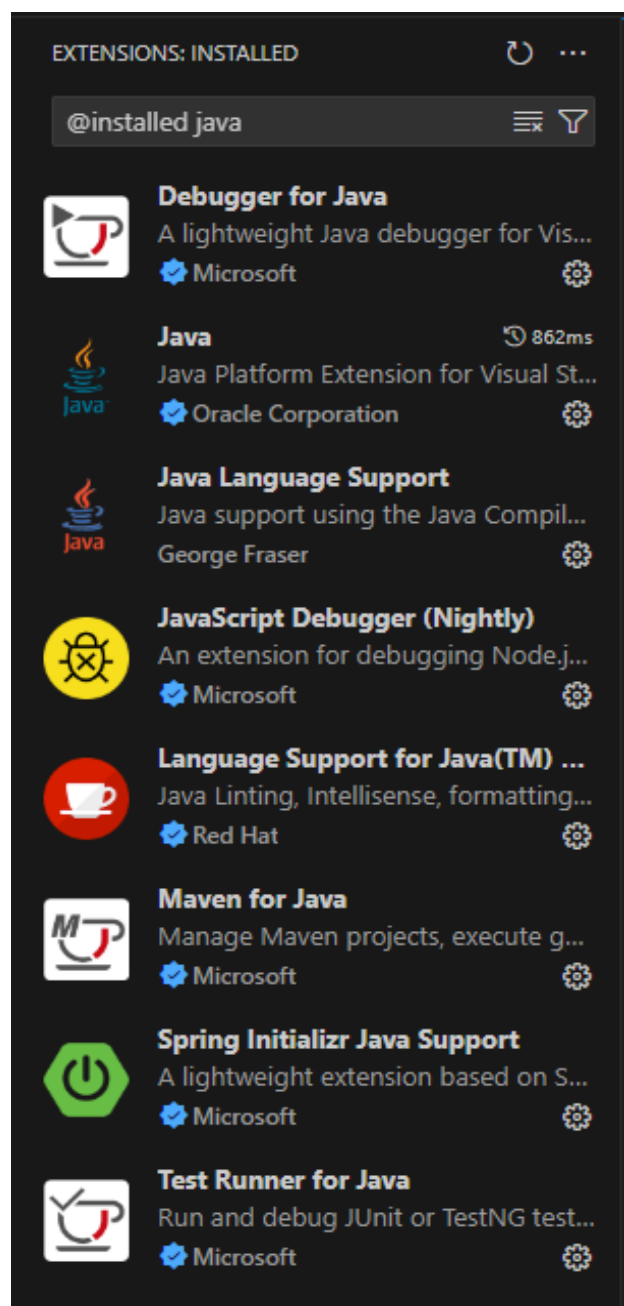 EXTENSIONS: INSTALLED
@installed java
Debugger for Java
A lightweight Java debugger for Vis...
Microsoft
Java 862ms
Java Platform Extension for Visual St...
Java
Oracle Corporation
Java Language Support
Java support using the Java Compil...
Java
George Fraser
JavaScript Debugger (Nightly)
An extension for debugging Node.j...
Microsoft
Language Support for Java(TM) ...
Java Linting, Intellisense, formatting...
Red Hat
Maven for Java
M
Manage Maven projects, execute g...
Microsoft
Spring Initializr Java Support
A lightweight extension based on S...
Microsoft
Test Runner for Java
Run and debug JUnit or TestNG test...
Microsoft